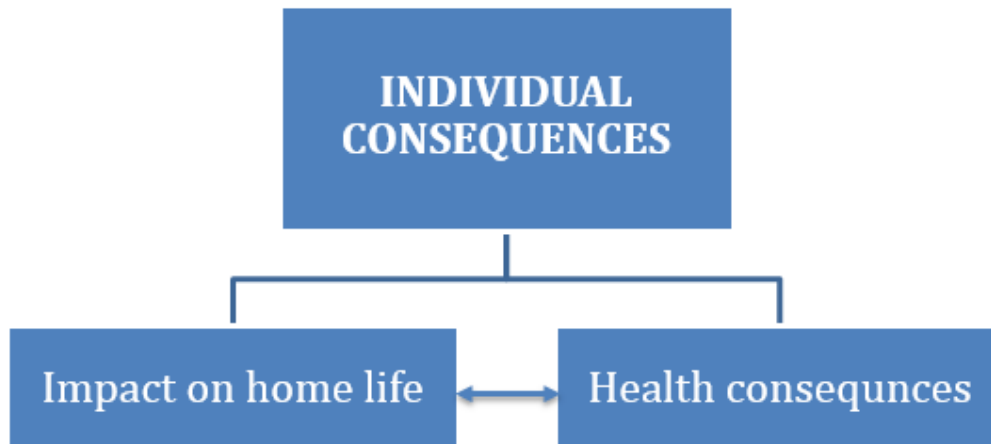 INDIVIDUAL
CONSEQUENCES
Impact on home life
Health consequnces